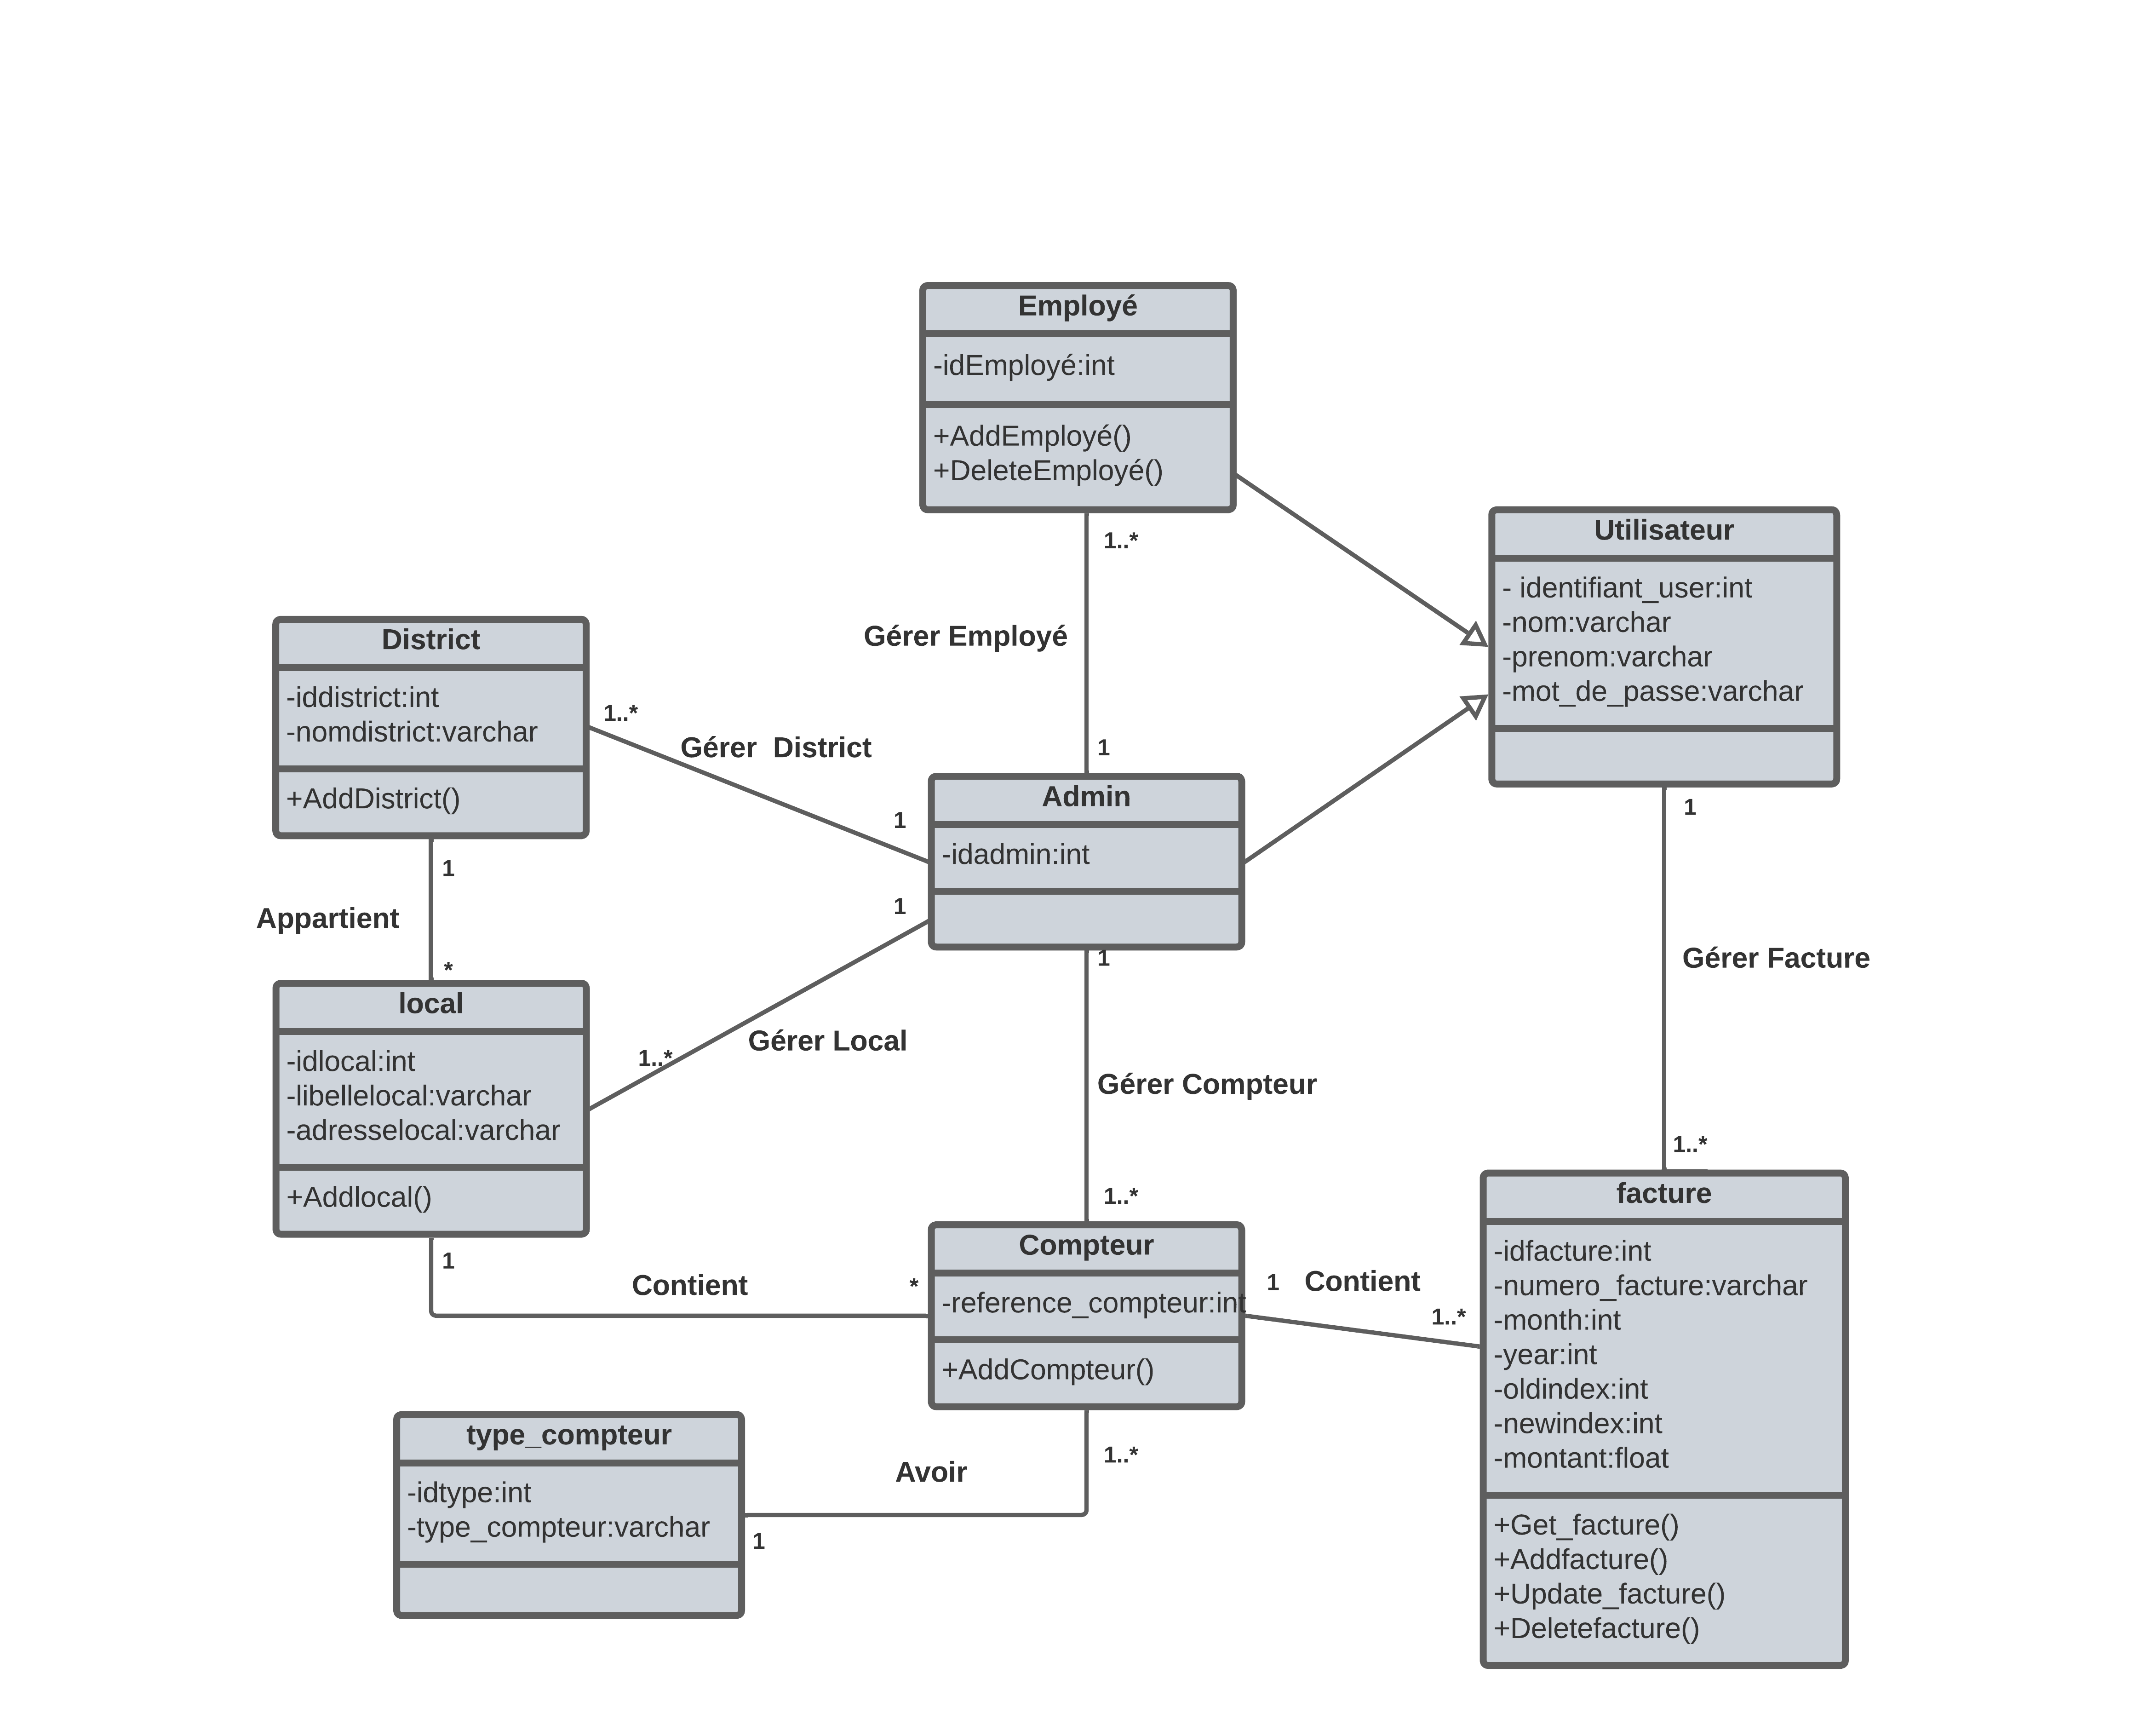 Employé
-idEmployé:int
+AddEmployé()
+DeleteEmployé()
1..*
Gérer Employé
1
Utilisateur
- identifiant_user:int
-nom:varchar
-prenom:varchar
-mot_de_passe:varchar
1
Gérer Facture
1..*
District
-iddistrict:int
-nomdistrict:varchar
+AddDistrict()
1..*
Gérer  District
1
Admin
-idadmin:int
1
Appartient
*
1
Gérer Local
1..*
local
-idlocal:int
-libellelocal:varchar
-adresselocal:varchar
+Addlocal()
1
Gérer Compteur
1..*
1
Contient
*
Compteur
-reference_compteur:int
+AddCompteur()
1
Contient
1..*
facture
-idfacture:int
-numero_facture:varchar
-month:int
-year:int
-oldindex:int
-newindex:int
-montant:float
+Get_facture()
+Addfacture()
+Update_facture()
+Deletefacture()
type_compteur
-idtype:int
-type_compteur:varchar
Avoir
1..*
1